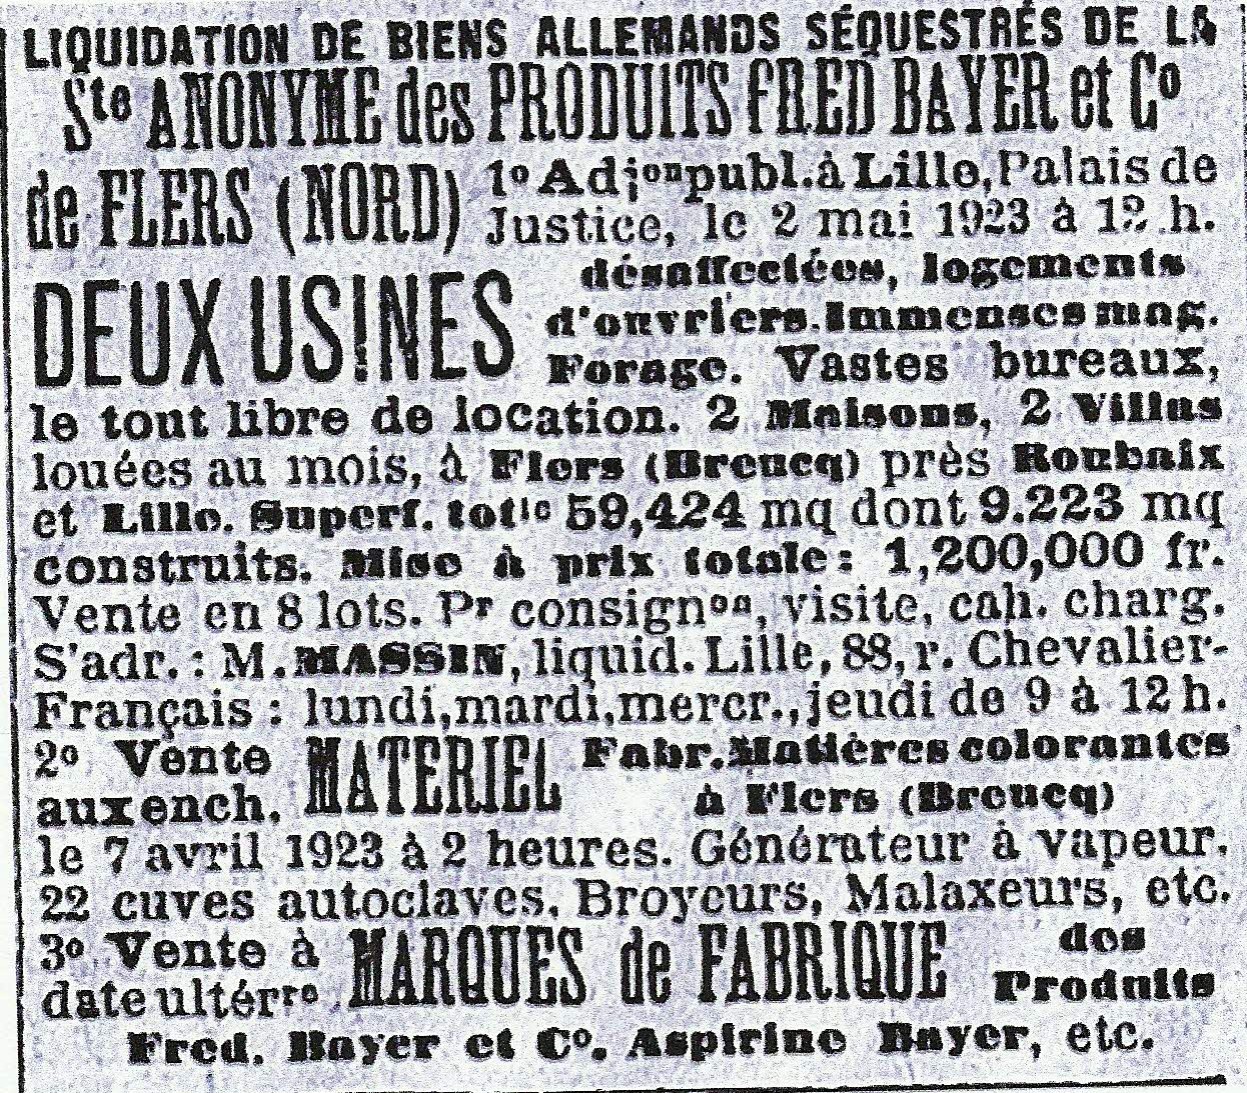 LIQUIDATION DE BIENS ALLEMANDS SÉQUESTRÉS DE LA
Ste ANONYME des PRODUITS FRED BAYER et Co
de FLERS (NORD) 1o Adjon publ. à Lille, Palais de
Justice, le 2 mai 1923 à 12 h.
DEUX USINES désaffectées, logements
d'ouvriers. Immenses mag.
Forage. Vastes bureaux,
le tout libre de location. 2 Maisons, 2 Villas
louées au mois, à Flers (Breucq) près Roubaix
et Lille. Superf. totle 59,424 mq dont 9.223 mq
construits. Mise à prix totale : 1,200,000 fr.
Vente en 8 lots. Pr consignon, visite, cah. charg.
S'adr. : M. MASSIN, liquid. Lille, 88, r. Chevalier-
Français : lundi, mardi, mercr., jeudi de 9 à 12 h.
2o Vente MATERIEL Fabr. Matières colorantes
aux ench. à Flers (Breucq)
le 7 avril 1923 à 2 heures. Générateur à vapeur.
22 cuves autoclaves. Broyeurs, Malaxeurs, etc.
3o Vente à MARQUES de FABRIQUE des
date ultérre Produits
Fred. Bayer et Co. Aspirine Bayer, etc.